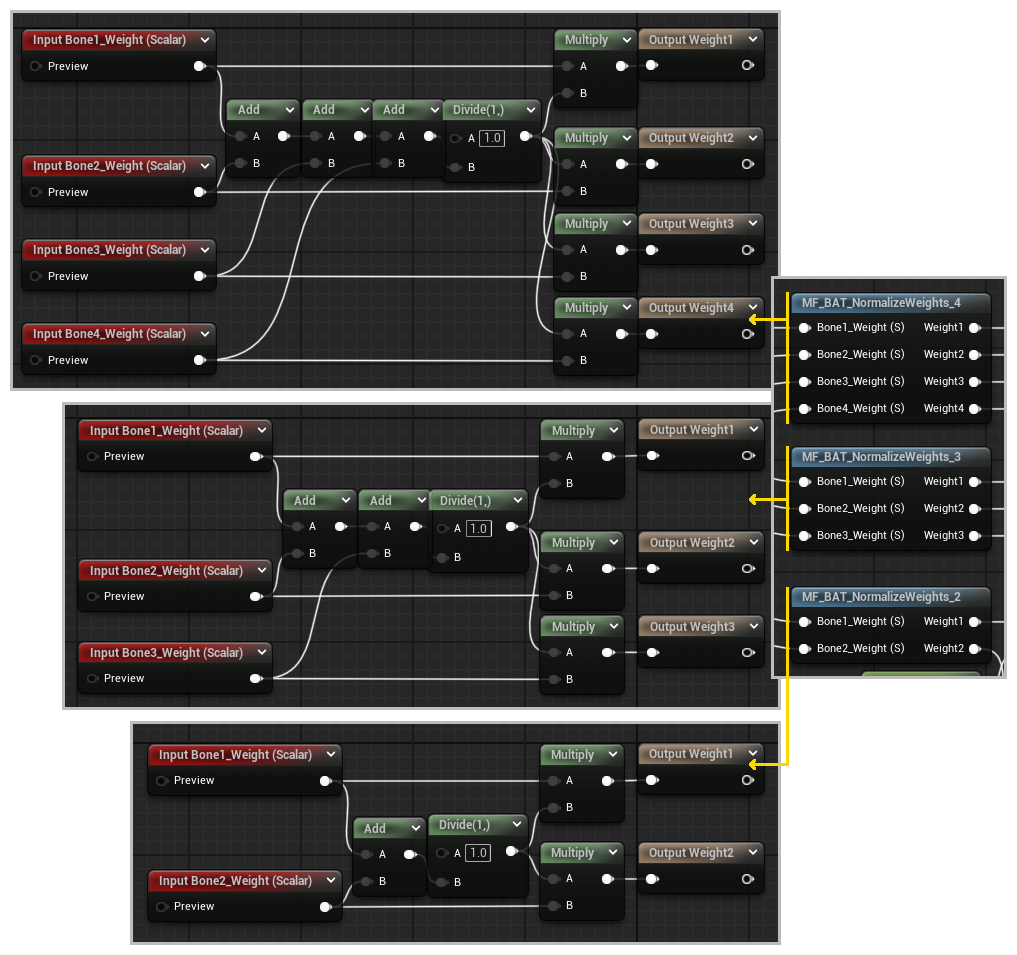 Input Bone1_Weight (Scalar)
Preview
Input Bone2_Weight (Scalar)
Preview
Input Bone3_Weight (Scalar)
Preview
Input Bone4_Weight (Scalar)
Preview
Add
A
B
Add
A
B
Add
A
B
Divide(1,)
A 1.0
B
Multiply
A
B
Multiply
A
B
Multiply
A
B
Multiply
A
B
Output Weight1
Output Weight2
Output Weight3
Output Weight4
MF_BAT_NormalizeWeights_4
Bone1_Weight (S) Weight1
Bone2_Weight (S) Weight2
Bone3_Weight (S) Weight3
Bone4_Weight (S) Weight4
MF_BAT_NormalizeWeights_3
Bone1_Weight (S) Weight1
Bone2_Weight (S) Weight2
Bone3_Weight (S) Weight3
MF_BAT_NormalizeWeights_2
Bone1_Weight (S) Weight1
Bone2_Weight (S) Weight2
Input Bone1_Weight (Scalar)
Preview
Input Bone2_Weight (Scalar)
Preview
Input Bone3_Weight (Scalar)
Preview
Add
A
B
Add
A
B
Divide(1,)
A 1.0
B
Multiply
A
B
Multiply
A
B
Multiply
A
B
Output Weight1
Output Weight2
Output Weight3
Input Bone1_Weight (Scalar)
Preview
Input Bone2_Weight (Scalar)
Preview
Add
A
B
Divide(1,)
A 1.0
B
Multiply
A
B
Multiply
A
B
Output Weight1
Output Weight2